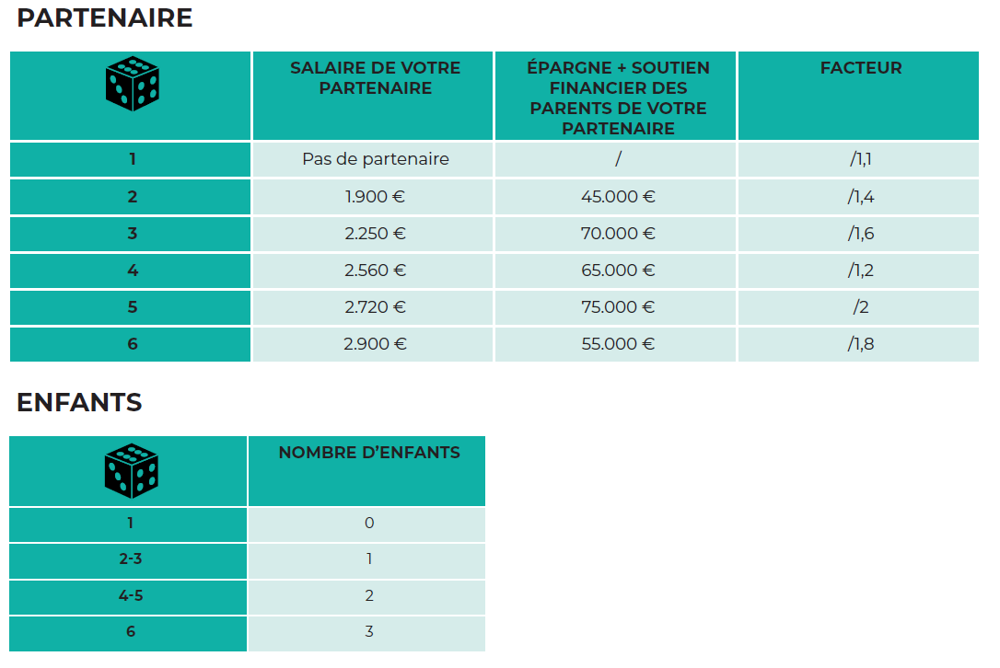 PARTENAIRE
SALAIRE DE VOTRE PARTENAIRE ÉPARGNE + SOUTIEN FINANCIER DES PARENTS DE VOTRE PARTENAIRE FACTEUR
1 Pas de partenaire / /1,1
2 1.900 € 45.000 € /1,4
3 2.250 € 70.000 € /1,6
4 2.560 € 65.000 € /1,2
5 2.720 € 75.000 € /2
6 2.900 € 55.000 € /1,8
ENFANTS
NOMBRE D’ENFANTS
1 0
2-3 1
4-5 2
6 3